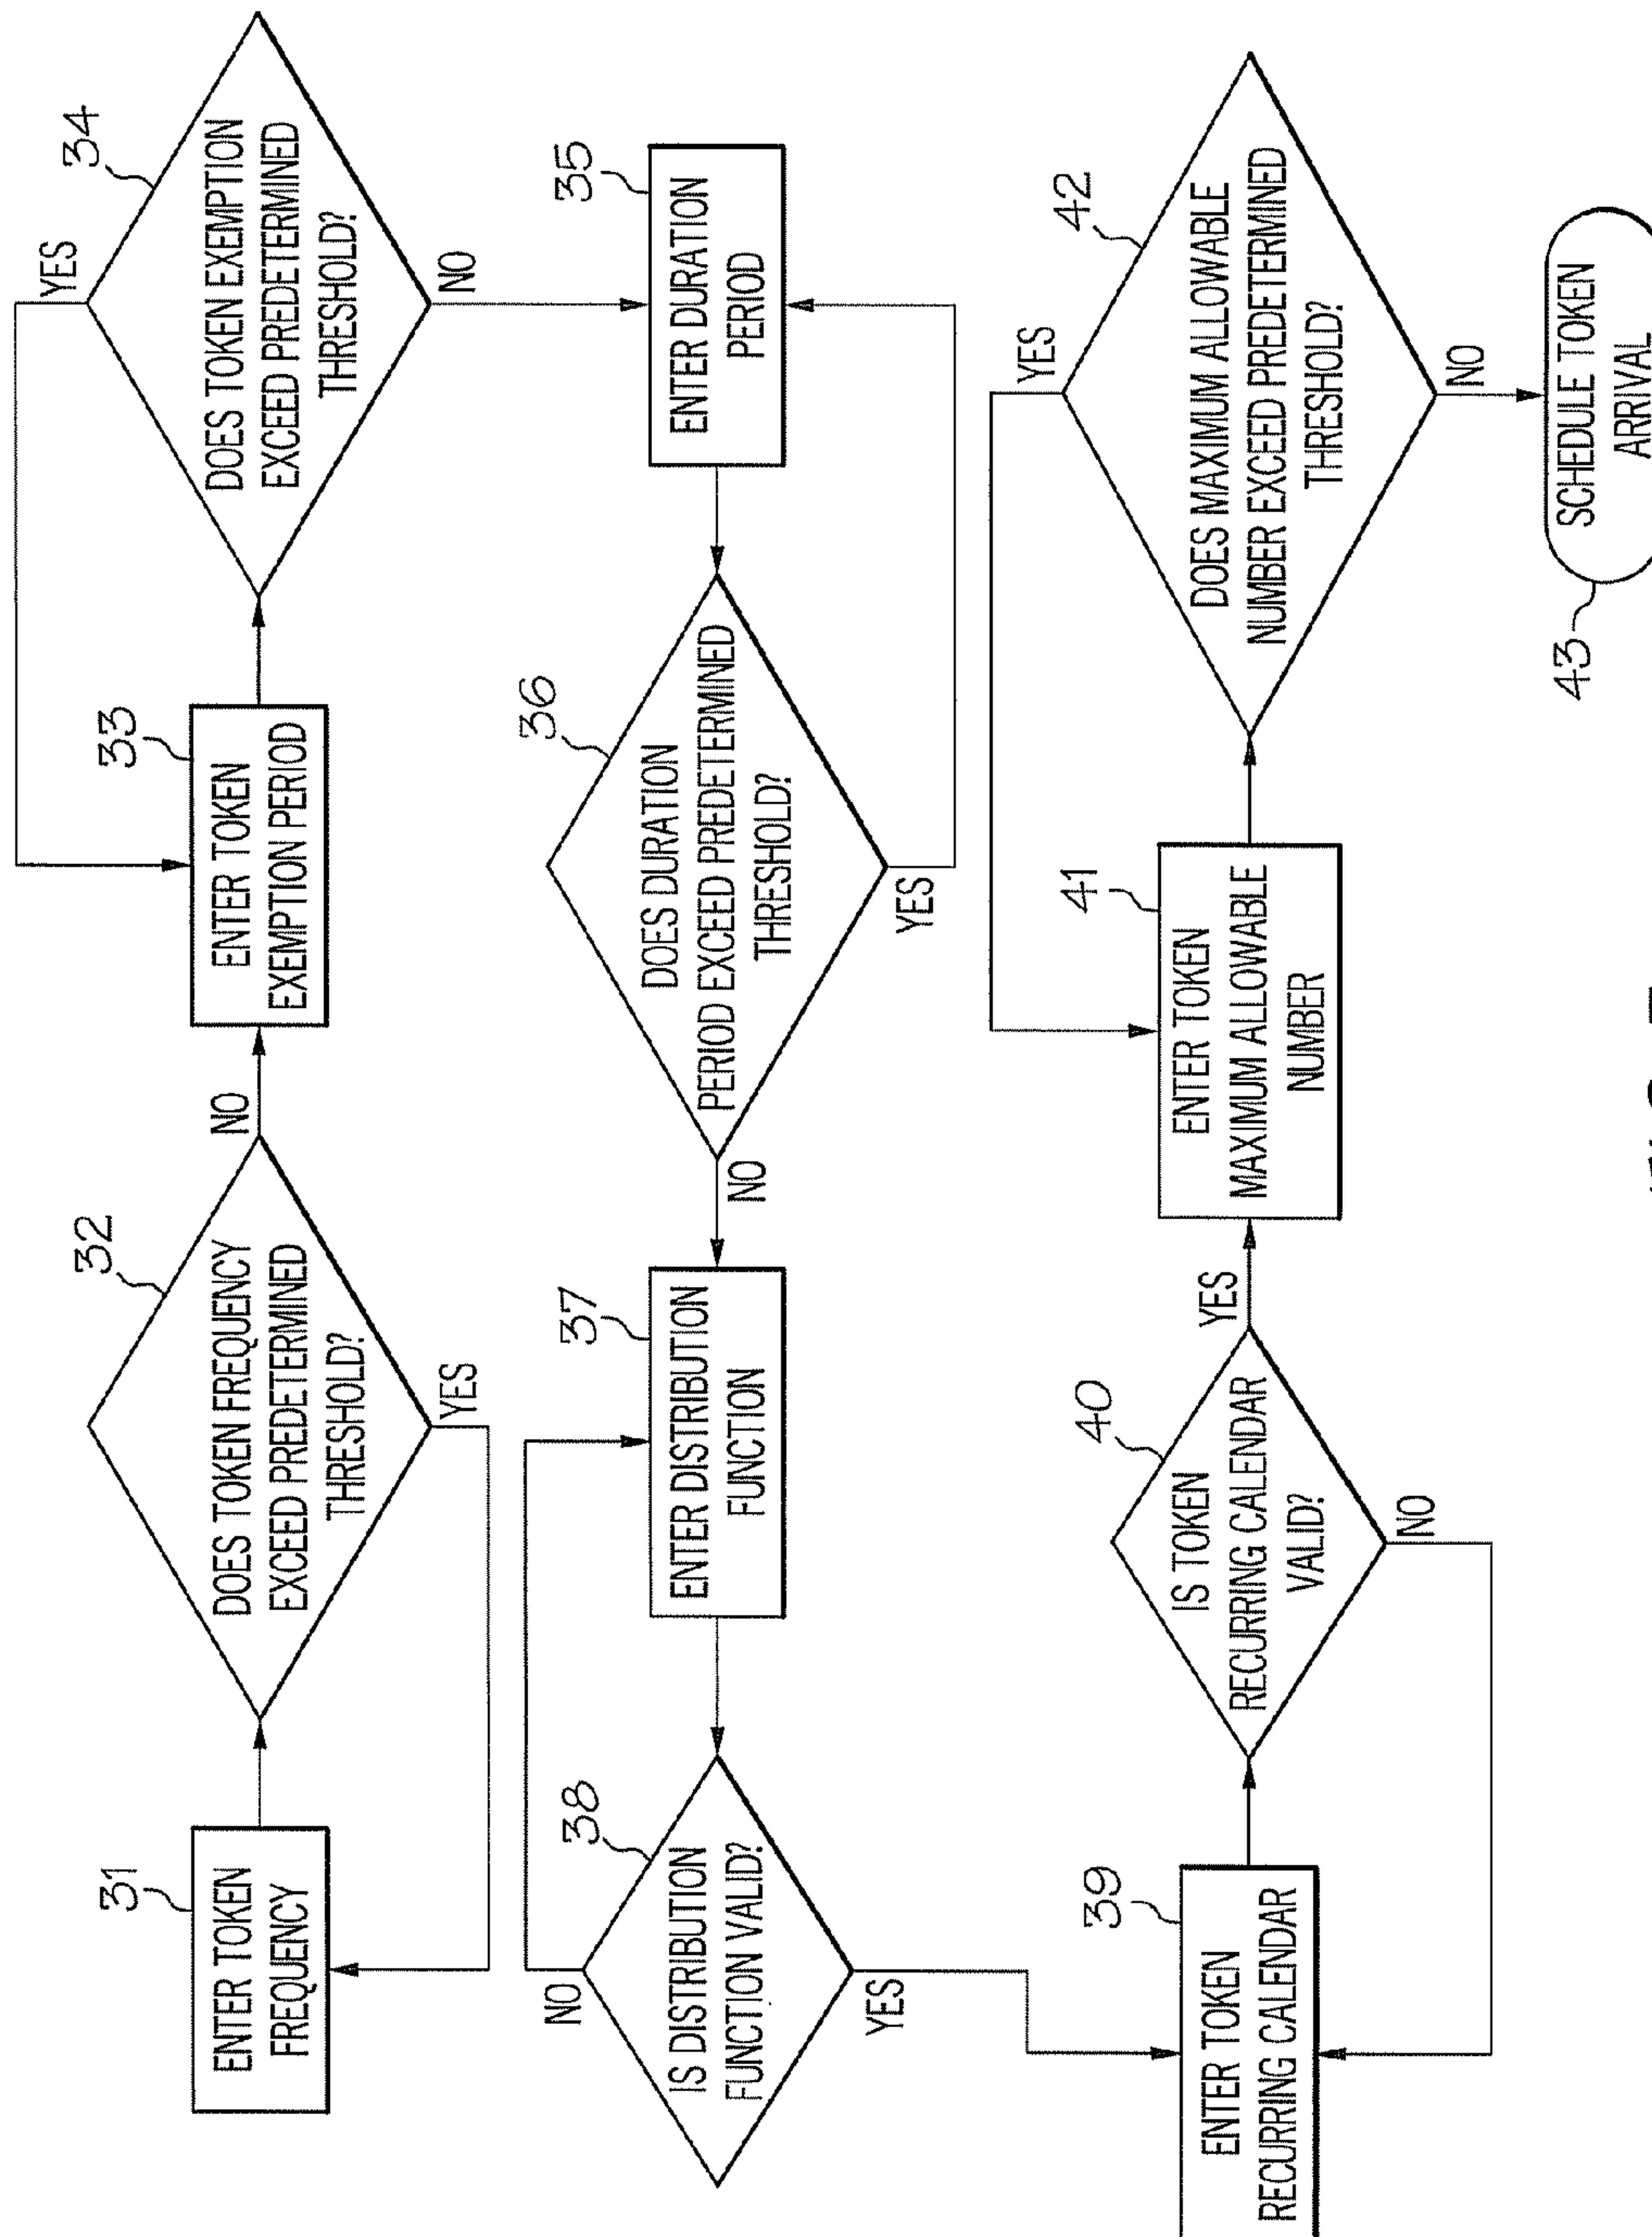 31
ENTER TOKEN
FREQUENCY
32
DOES TOKEN FREQUENCY
EXCEED PREDETERMINED
THRESHOLD?
YES
NO
33
ENTER TOKEN
EXEMPTION PERIOD
34
DOES TOKEN EXEMPTION
EXCEED PREDETERMINED
THRESHOLD?
YES
NO
35
ENTER DURATION
PERIOD
36
DOES DURATION
PERIOD EXCEED PREDETERMINED
THRESHOLD?
YES
NO
37
ENTER DISTRIBUTION
FUNCTION
38
IS DISTRIBUTION
FUNCTION VALID?
NO
YES
39
ENTER TOKEN
RECURRING CALENDAR
40
IS TOKEN
RECURRING CALENDAR
VALID?
NO
YES
41
ENTER TOKEN
MAXIMUM ALLOWABLE
NUMBER
42
DOES MAXIMUM ALLOWABLE
NUMBER EXCEED PREDETERMINED
THRESHOLD?
YES
NO
43
SCHEDULE TOKEN
ARRIVAL